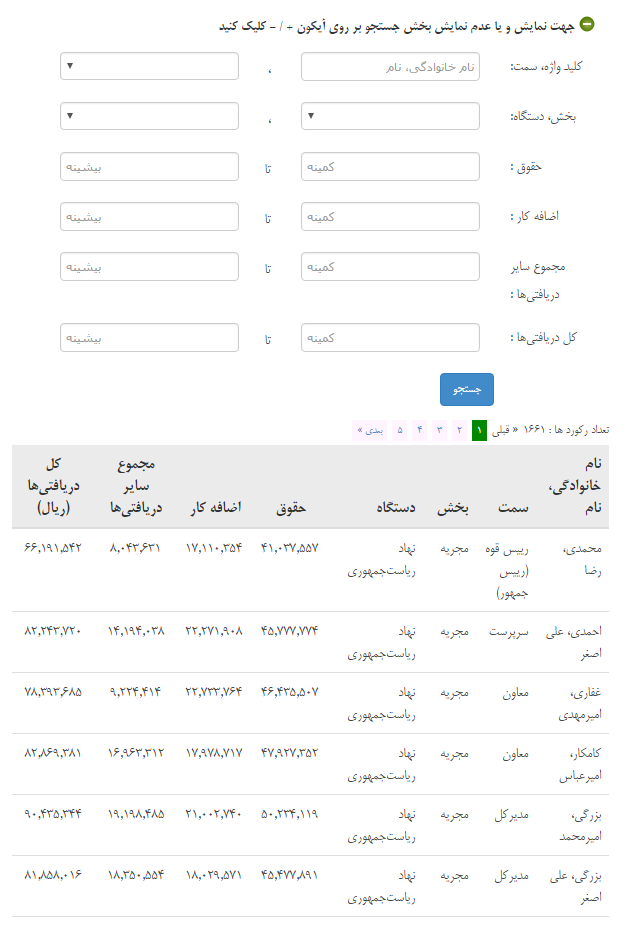 جهت نمایش و یا عدم نمایش بخش جستجو بر روی آیکون + / - کلیک کنید
کلید واژه، سمت: نام خانوادگی، نام ،
بخش، دستگاه: ،
حقوق : کمینه تا بیشینه
اضافه کار : کمینه تا بیشینه
مجموع سایر کمینه تا بیشینه
دریافتی‌ها :
کل دریافتی‌ها : کمینه تا بیشینه
جستجو
تعداد رکورد ها : ۱۶۶۱ « قبلی ۱ ۲ ۳ ۴ ۵ بعدی »
نام مجموع کل
خانوادگی، سایر دریافتی‌ها
نام سمت بخش دستگاه حقوق اضافه کار دریافتی‌ها (ریال)
محمدی، رییس قوه مجریه نهاد ۴۱,۰۳۷,۵۵۷ ۱۷,۱۱۰,۳۵۴ ۸,۰۴۳,۶۳۱ ۶۶,۱۹۱,۵۴۲
رضا (رییس ریاست‌جمهوری
جمهور)
احمدی، علی سرپرست مجریه نهاد ۴۵,۷۷۷,۷۷۴ ۲۲,۲۷۱,۹۰۸ ۱۴,۱۹۴,۰۳۸ ۸۲,۲۴۳,۷۲۰
اصغر ریاست‌جمهوری
غفاری، معاون مجریه نهاد ۴۶,۴۳۵,۵۰۷ ۲۲,۷۳۳,۷۶۴ ۹,۲۲۴,۴۱۴ ۷۸,۳۹۳,۶۸۵
امیرمهدی ریاست‌جمهوری
کامکار، معاون مجریه نهاد ۴۷,۹۲۷,۳۵۲ ۱۷,۹۷۸,۷۱۷ ۱۶,۹۶۳,۳۱۲ ۸۲,۸۶۹,۳۸۱
امیرعباس ریاست‌جمهوری
بزرگی، مدیرکل مجریه نهاد ۵۰,۲۳۴,۱۱۹ ۲۱,۰۰۲,۷۴۰ ۱۹,۱۹۸,۴۸۵ ۹۰,۴۳۵,۳۴۴
امیرمحمد ریاست‌جمهوری
بزرگی، علی مدیرکل مجریه نهاد ۴۵,۴۷۷,۸۹۱ ۱۸,۰۲۹,۵۷۱ ۱۸,۳۵۰,۵۵۴ ۸۱,۸۵۸,۰۱۶
اصغر ریاست‌جمهوری